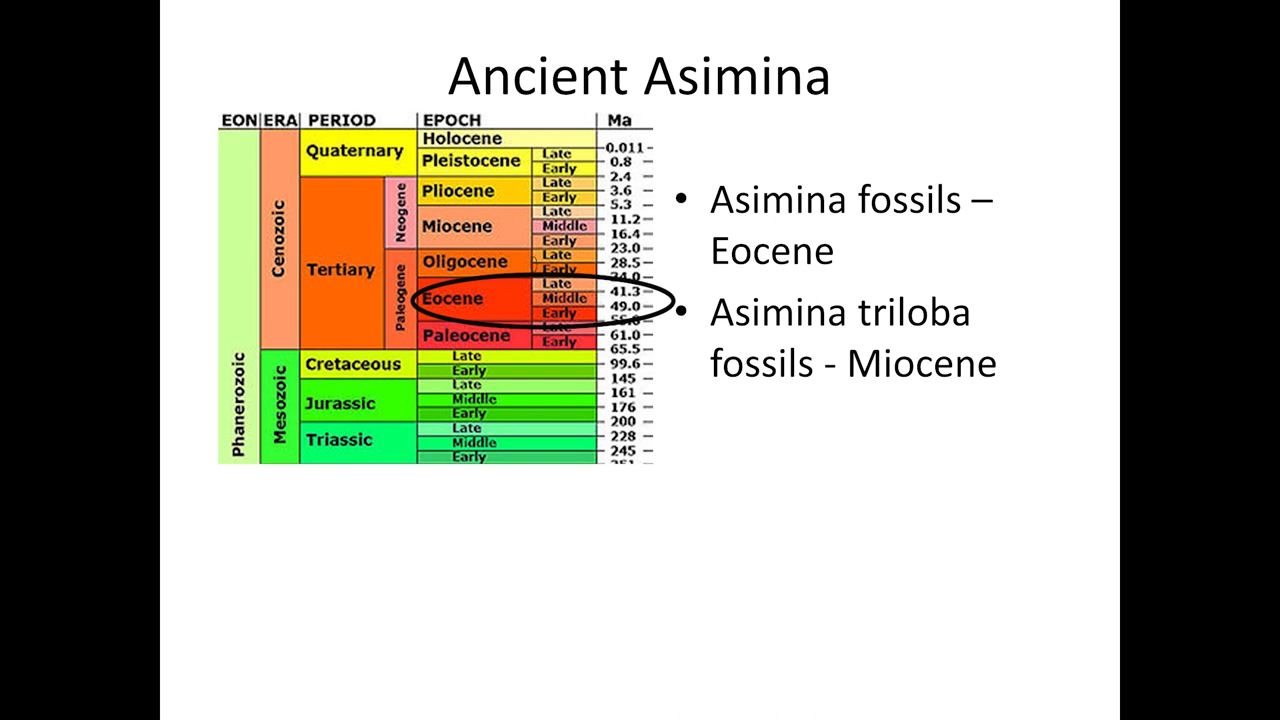 Ancient Asimina
EON ERA PERIOD EPOCH Ma
Holocene
Quaternary
Pleistocene
Late
Early
0.011
0.8
2.4
Tertiary
Neogene
Pliocene
Late
Early
3.6
5.3
Miocene
Late
Middle
Early
11.2
16.4
23.0
Paleogene
Oligocene
Late
Early
28.5
34.0
Eocene
Late
Middle
Early
41.3
49.0
Paleocene
Late
Early
61.0
65.5
Cenozoic
Phanerozoic
Mesozoic
Cretaceous
Late
Early
99.6
145
Jurassic
Late
Middle
Early
161
176
200
Triassic
Late
Middle
Early
228
245
• Asimina fossils –
Eocene
• Asimina triloba
fossils - Miocene